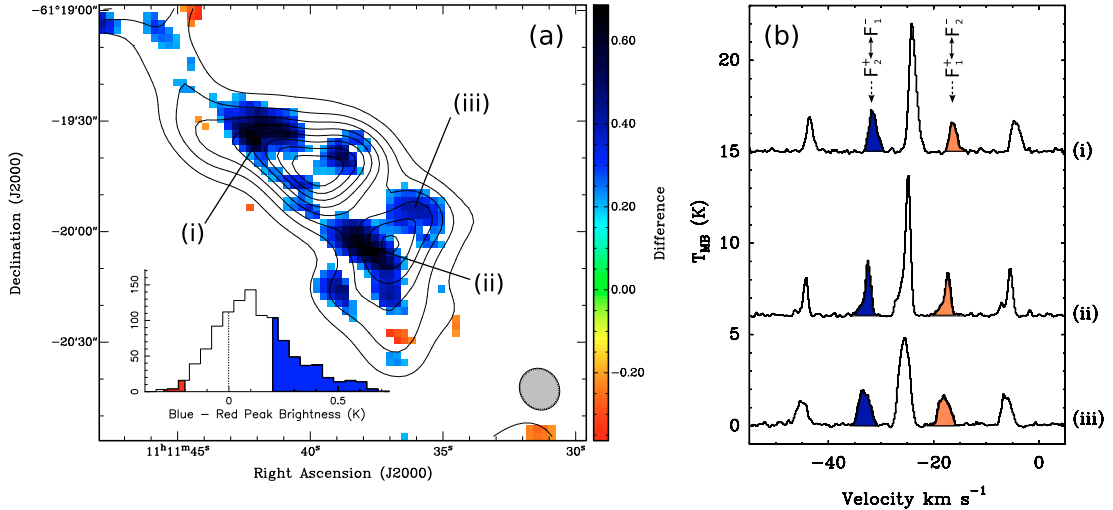 −61°19′00″
−19′30″
−20′00″
−20′30″
Declination (J2000)
(a)
(i)
(ii)
(iii)
150
100
50
0
0
0.5
Blue − Red Peak Brightness (K)
11ʰ11ᵐ45ˢ
40ˢ
35ˢ
30ˢ
Right Ascension (J2000)
0.60
0.40
0.20
0.00
−0.20
Difference
(b)
F₂⁺ F₁⁻
F₁⁺ F₂⁻
20
15
10
6
0
T_MB (K)
(i)
(ii)
(iii)
−40
−20
0
Velocity km s⁻¹